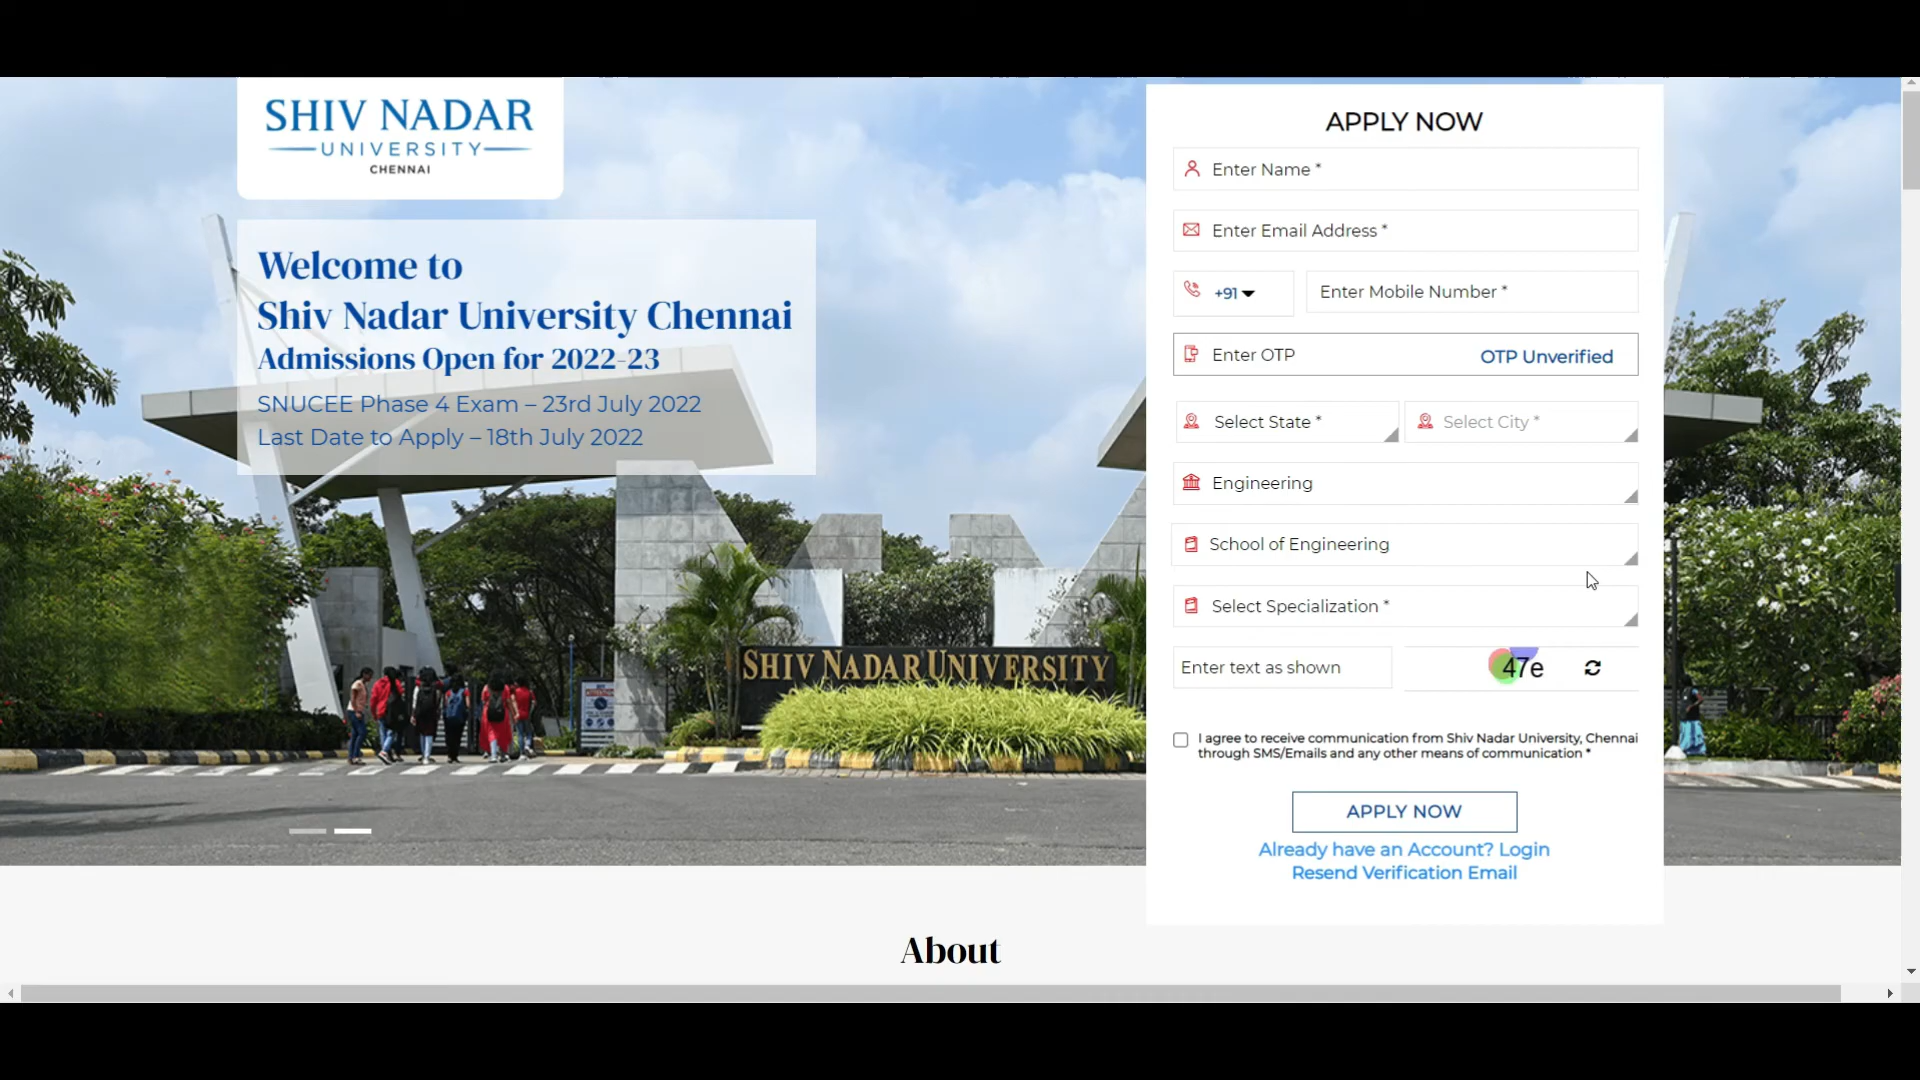 SHIV NADAR
UNIVERSITY
CHENNAI
Welcome to
Shiv Nadar University Chennai
Admissions Open for 2022-23
SNUCEE Phase 4 Exam – 23rd July 2022
Last Date to Apply – 18th July 2022
SHIV NADAR UNIVERSITY
APPLY NOW
Enter Name *
Enter Email Address *
+91 Enter Mobile Number *
Enter OTP OTP Unverified
Select State * Select City *
Engineering
School of Engineering
Select Specialization *
Enter text as shown 47e
I agree to receive communication from Shiv Nadar University, Chennai
through SMS/Emails and any other means of communication *
APPLY NOW
Already have an Account? Login
Resend Verification Email
About